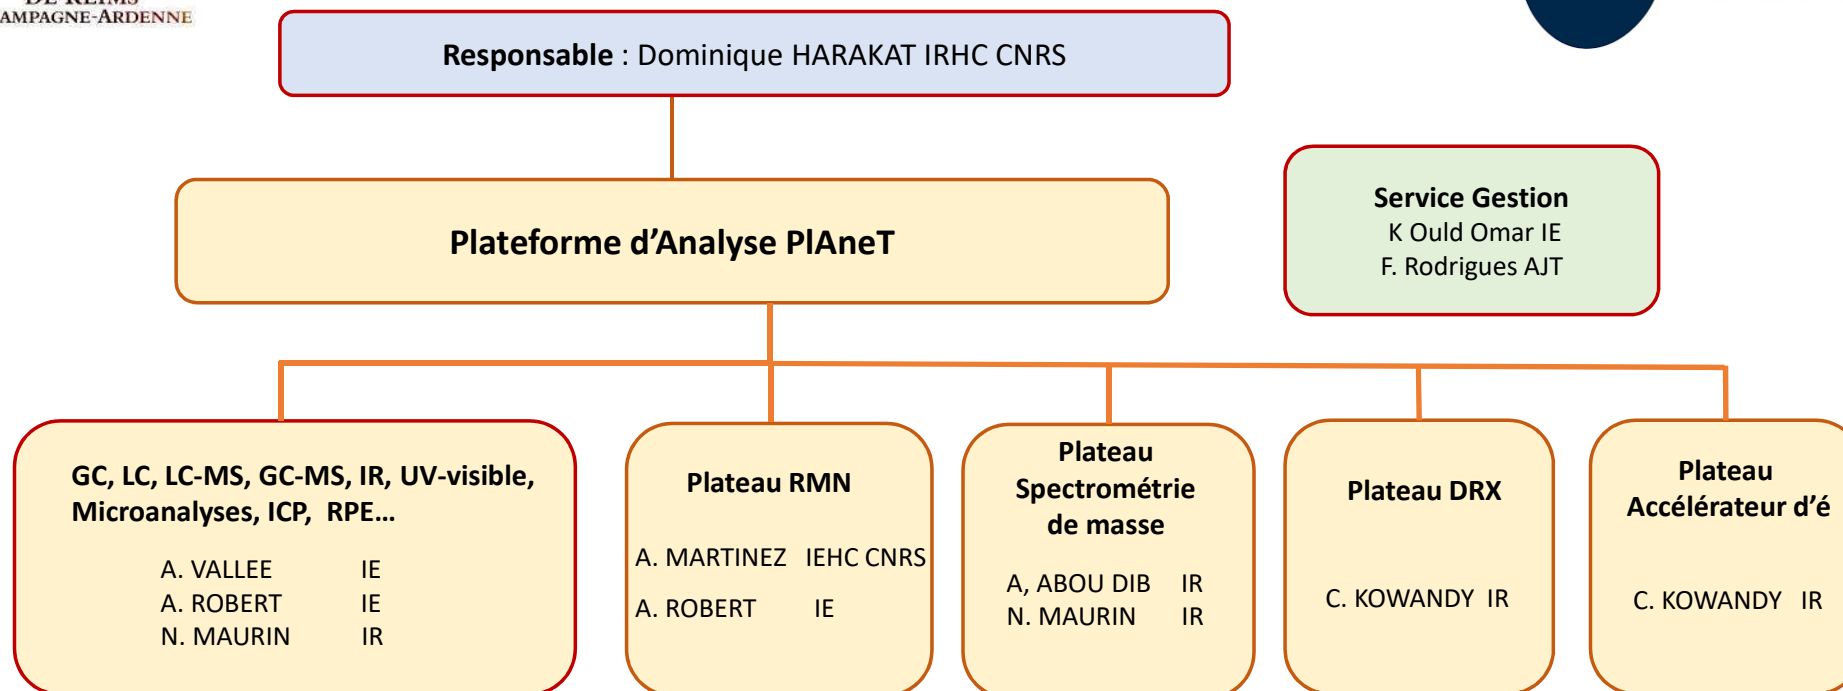 DE REIMS
AMPAGNE-ARDENNE
Responsable : Dominique HARAKAT IRHC CNRS
Plateforme d'Analyse PlAneT
Service Gestion
K Ould Omar IE
F. Rodrigues AJT
GC, LC, LC-MS, GC-MS, IR, UV-visible,
Microanalyses, ICP, RPE...
A. VALLEE IE
A. ROBERT IE
N. MAURIN IR
Plateau RMN
A. MARTINEZ IEHC CNRS
A. ROBERT IE
Plateau
Spectrométrie
de masse
A, ABOU DIB IR
N. MAURIN IR
Plateau DRX
C. KOWANDY IR
Plateau
Accélérateur d'é
C. KOWANDY IR